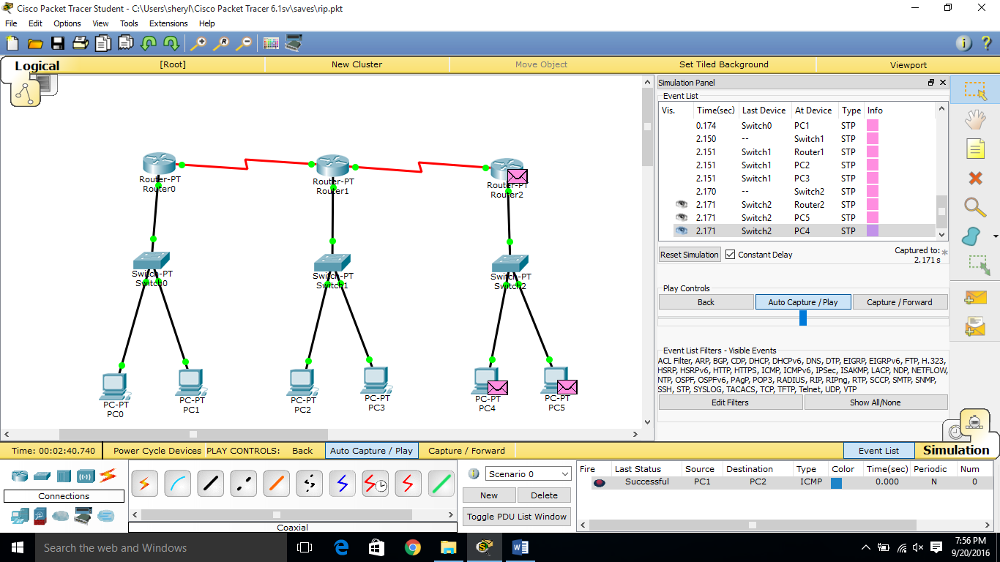 Cisco Packet Tracer Student - C:\Users\sheryl\Cisco Packet Tracer 6.1sv\saves\rip.pkt
File Edit Options View Tools Extensions Help
Logical [Root] New Cluster Move Object Set Tiled Background Viewport
Simulation Panel
Event List
Vis. Time(sec) Last Device At Device Type Info
0.174 Switch0 PC1 STP
2.150 -- Switch1 STP
2.151 Switch1 Router1 STP
2.151 Switch1 PC2 STP
2.151 Switch1 PC3 STP
2.170 -- Switch2 STP
2.171 Switch2 Router2 STP
2.171 Switch2 PC5 STP
2.171 Switch2 PC4 STP
Reset Simulation Constant Delay Captured to: *
2.171 s
Play Controls
Back Auto Capture / Play Capture / Forward
Event List Filters - Visible Events
ACL Filter, ARP, BGP, CDP, DHCP, DHCPv6, DNS, DTP, EIGRP, EIGRPv6, FTP, H.323,
HSRP, HSRPv6, HTTP, HTTPS, ICMP, ICMPv6, IPSec, ISAKMP, LACP, NDP, NETFLOW,
NTP, OSPF, OSPFv6, PAgP, POP3, RADIUS, RIP, RIPng, RTP, SCCP, SMTP, SNMP,
SSH, STP, SYSLOG, TACACS, TCP, TFTP, Telnet, UDP, VTP
Edit Filters Show All/None
Router-PT
Router0
Router-PT
Router1
Router-PT
Router2
Switch-PT
Switch0
Switch-PT
Switch1
Switch-PT
Switch2
PC-PT
PC0
PC-PT
PC1
PC-PT
PC2
PC-PT
PC3
PC-PT
PC4
PC-PT
PC5
Time: 00:02:40.740 Power Cycle Devices PLAY CONTROLS: Back Auto Capture / Play Capture / Forward Event List Simulation
Connections
Coaxial
Scenario 0
New Delete
Toggle PDU List Window
Fire Last Status Source Destination Type Color Time(sec) Periodic Num
Successful PC1 PC2 ICMP 0.000 N 0
Search the web and Windows
7:56 PM
9/20/2016